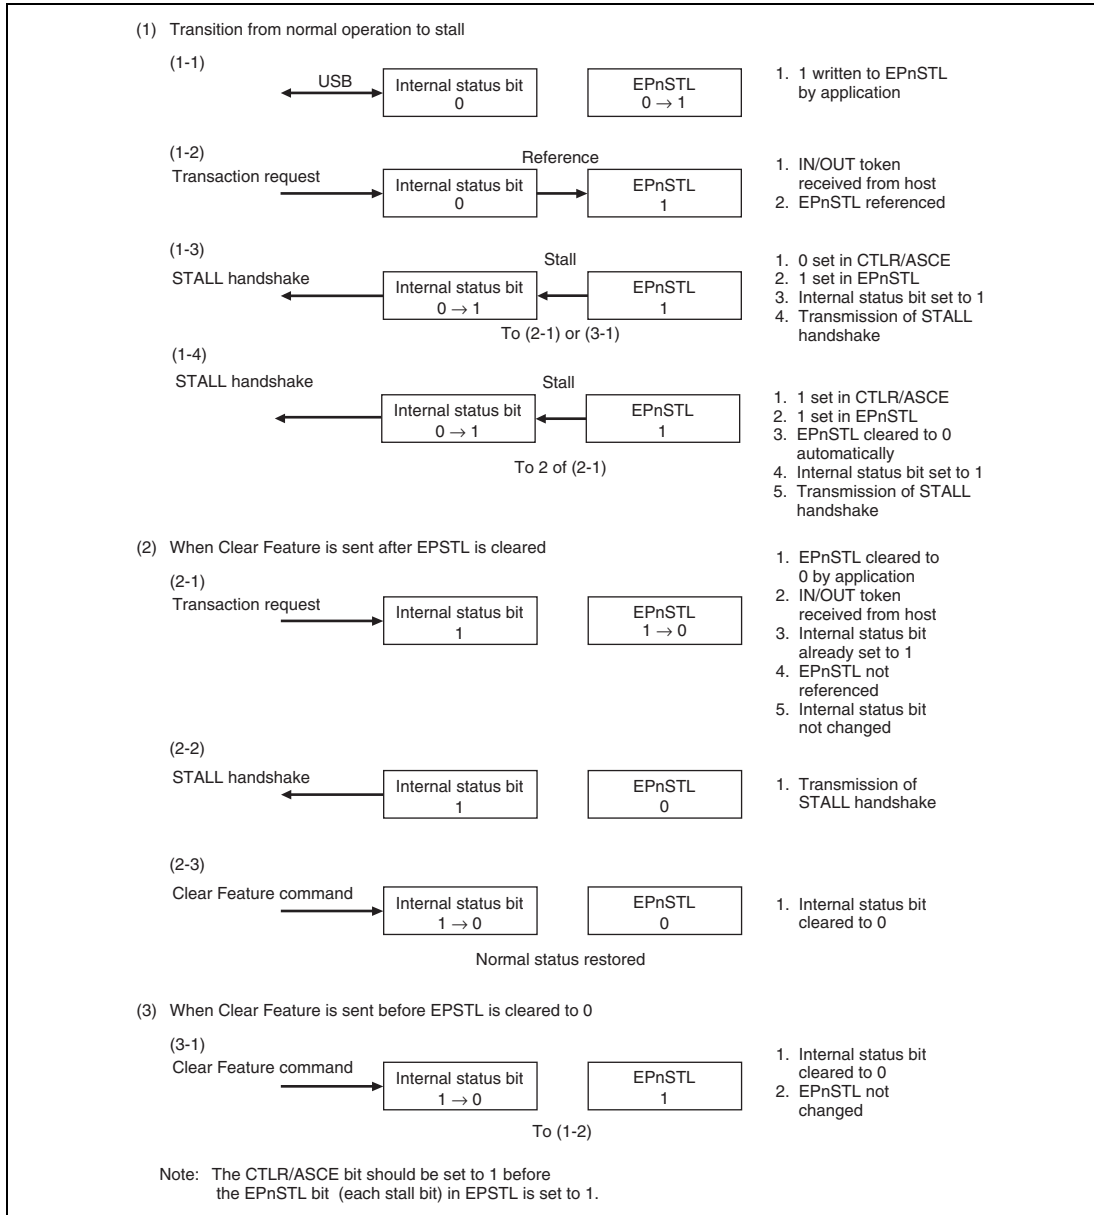 (1) Transition from normal operation to stall
(1-1)
USB
Internal status bit
0
EPnSTL
0 → 1
1. 1 written to EPnSTL
by application
(1-2)
Transaction request
Reference
Internal status bit
0
EPnSTL
1
1. IN/OUT token
received from host
2. EPnSTL referenced
(1-3)
STALL handshake
Stall
Internal status bit
0 → 1
EPnSTL
1
To (2-1) or (3-1)
1. 0 set in CTLR/ASCE
2. 1 set in EPnSTL
3. Internal status bit set to 1
4. Transmission of STALL
handshake
(1-4)
STALL handshake
Stall
Internal status bit
0 → 1
EPnSTL
1
To 2 of (2-1)
1. 1 set in CTLR/ASCE
2. 1 set in EPnSTL
3. EPnSTL cleared to 0
automatically
4. Internal status bit set to 1
5. Transmission of STALL
handshake
(2) When Clear Feature is sent after EPSTL is cleared
(2-1)
Transaction request
Internal status bit
1
EPnSTL
1 → 0
1. EPnSTL cleared to
0 by application
2. IN/OUT token
received from host
3. Internal status bit
already set to 1
4. EPnSTL not
referenced
5. Internal status bit
not changed
(2-2)
STALL handshake
Internal status bit
1
EPnSTL
0
1. Transmission of
STALL handshake
(2-3)
Clear Feature command
Internal status bit
1 → 0
EPnSTL
0
Normal status restored
1. Internal status bit
cleared to 0
(3) When Clear Feature is sent before EPSTL is cleared to 0
(3-1)
Clear Feature command
Internal status bit
1 → 0
EPnSTL
1
To (1-2)
1. Internal status bit
cleared to 0
2. EPnSTL not
changed
Note: The CTLR/ASCE bit should be set to 1 before
the EPnSTL bit (each stall bit) in EPSTL is set to 1.